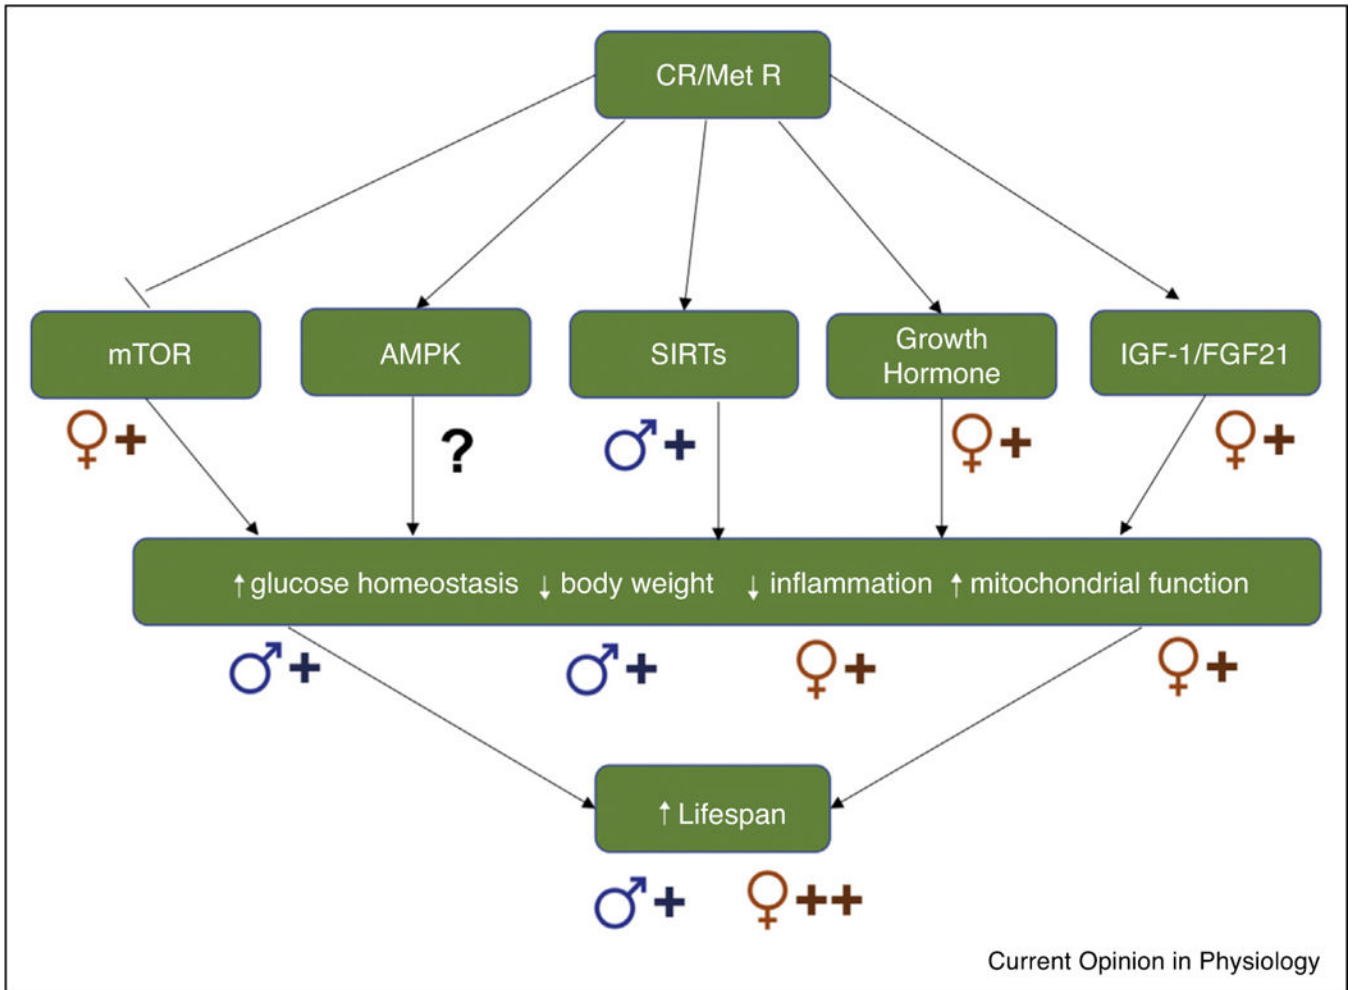 CR/Met R
mTOR
AMPK
SIRTs
Growth
Hormone
IGF-1/FGF21
♀+
?
♂+
♀+
♀+
↑ glucose homeostasis ↓ body weight ↓ inflammation ↑ mitochondrial function
♂+ ♂+ ♀+ ♀+
↑ Lifespan
♂+ ♀++
Current Opinion in Physiology